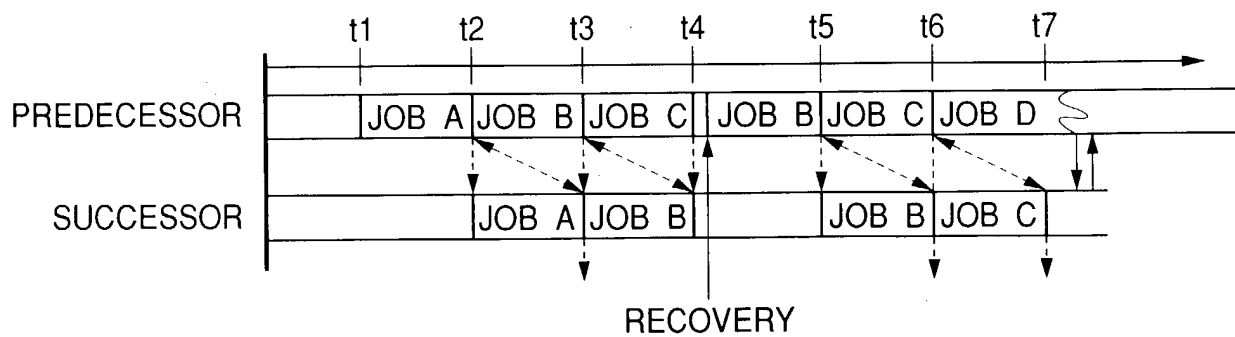 t1 t2 t3 t4 t5 t6 t7
PREDECESSOR JOB A JOB B JOB C JOB B JOB C JOB D
SUCCESSOR JOB A JOB B JOB B JOB C
RECOVERY